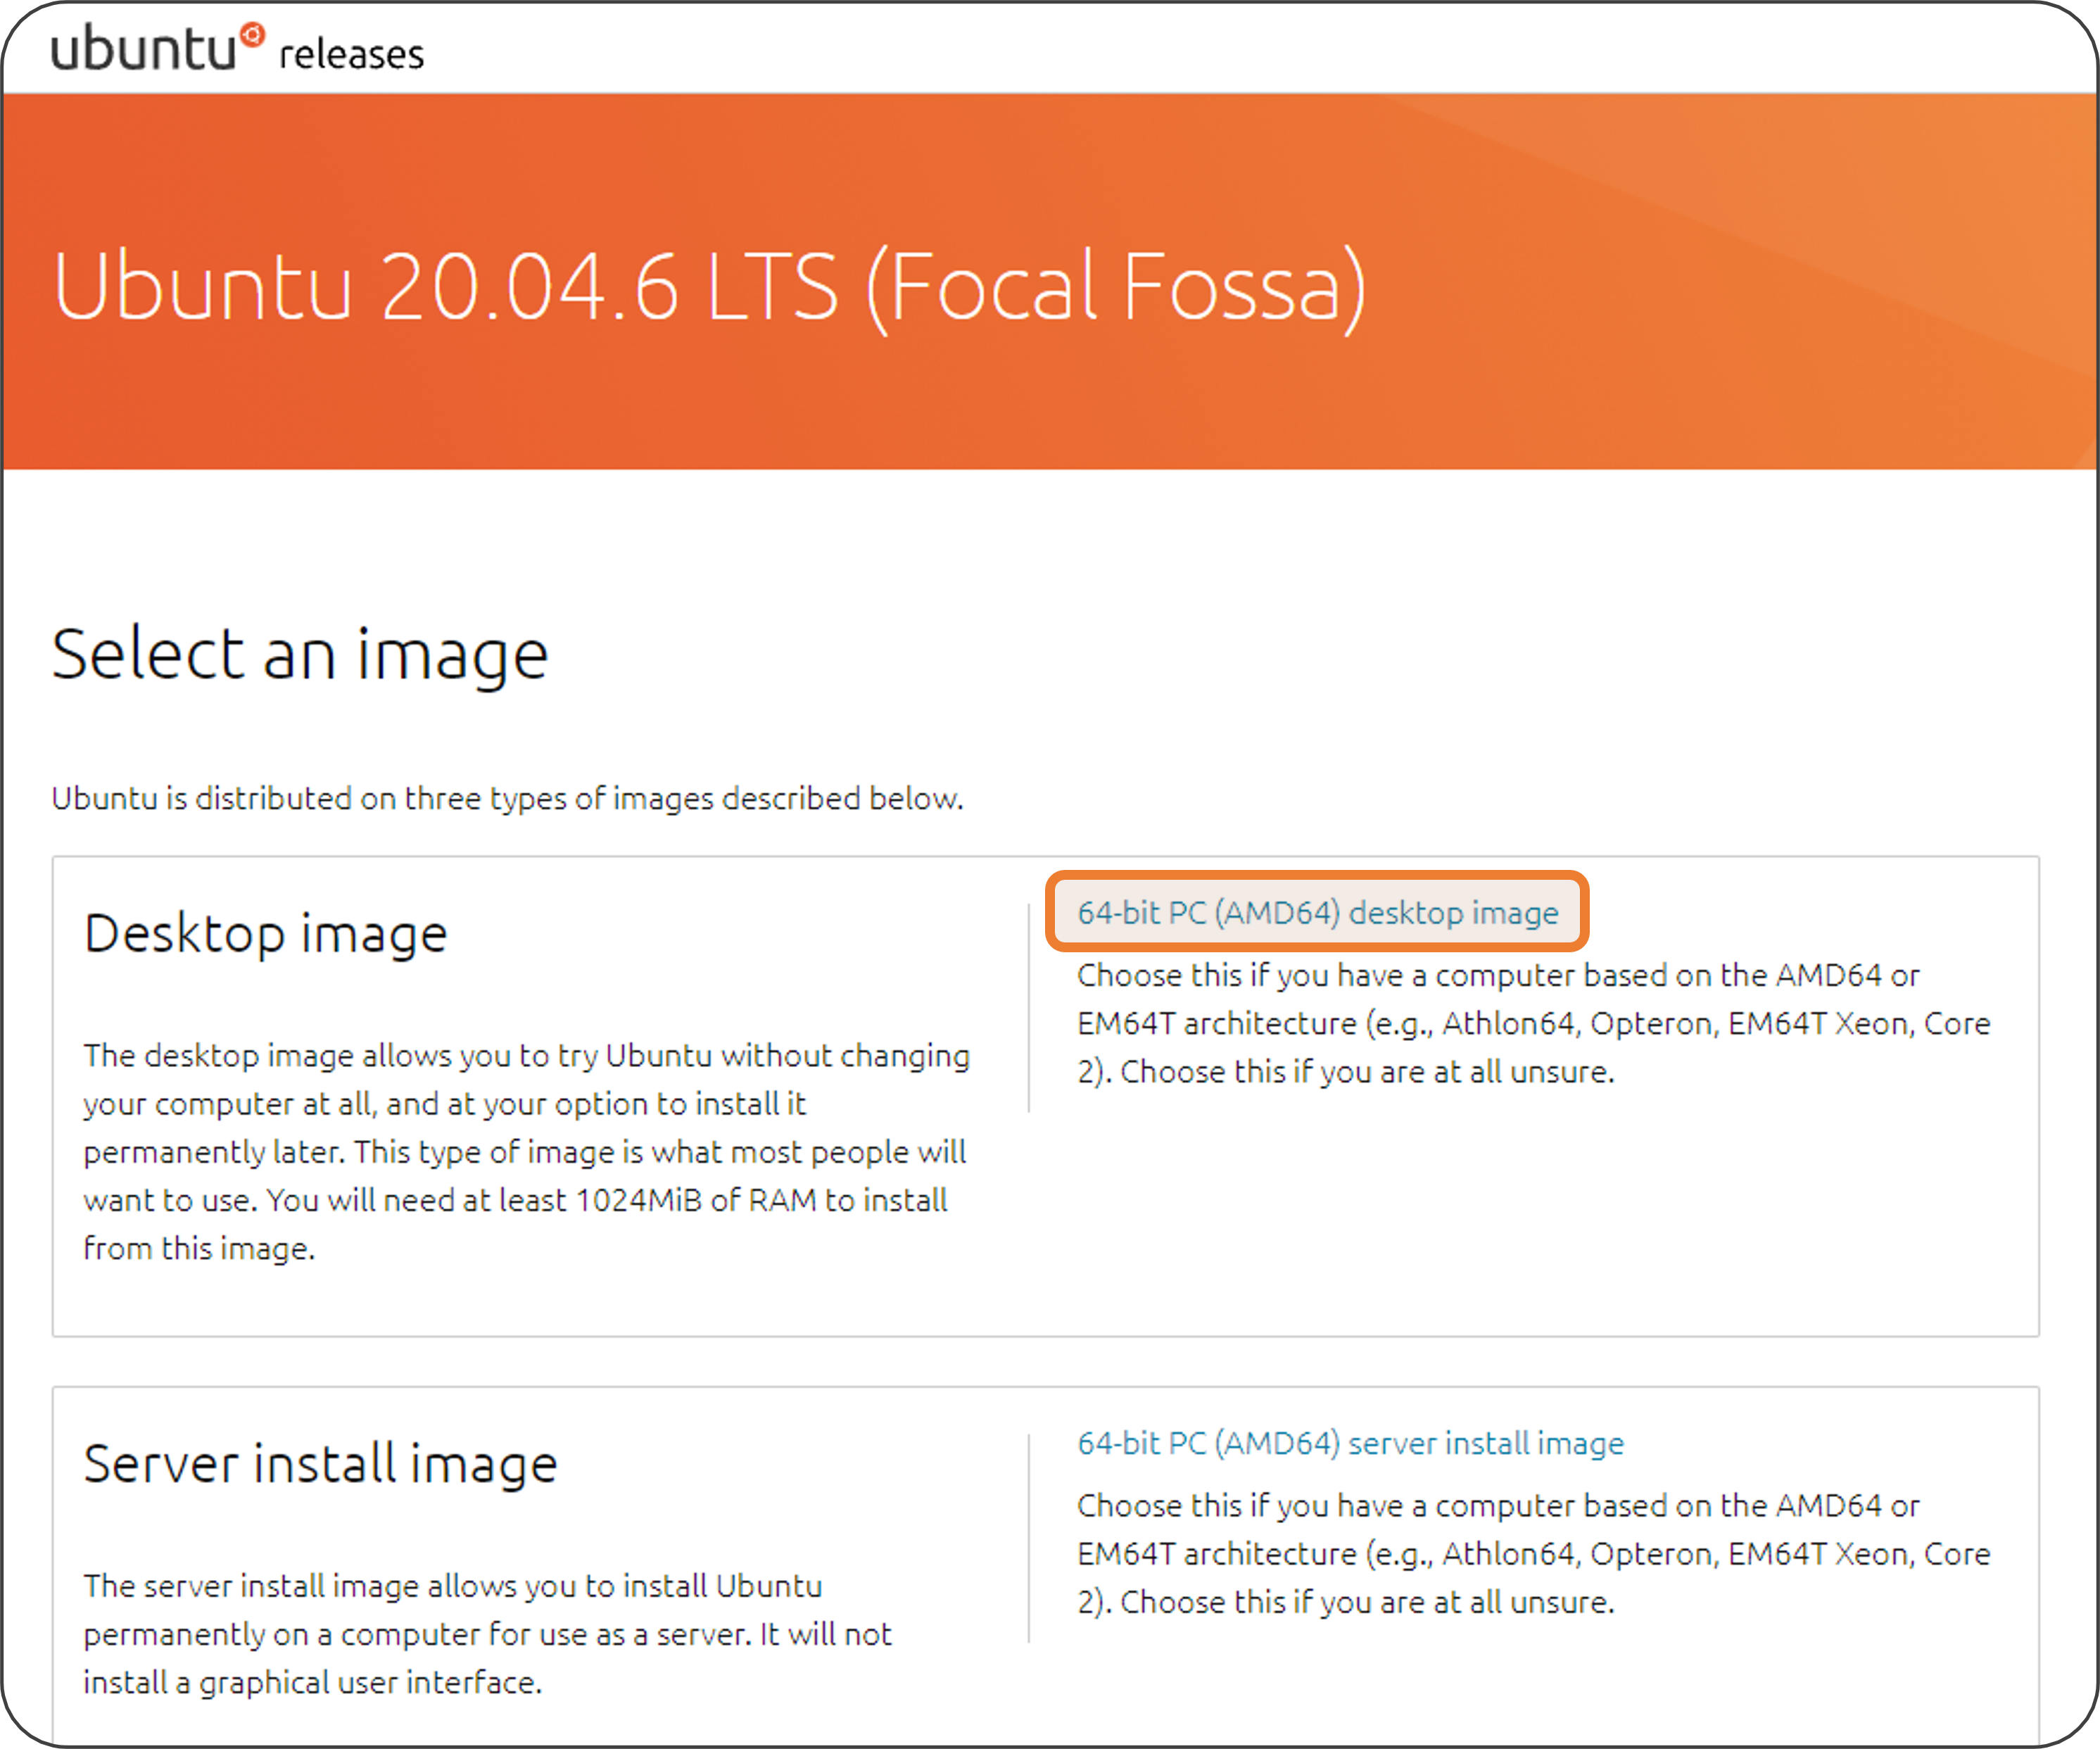 ubuntu releases
Ubuntu 20.04.6 LTS (Focal Fossa)
Select an image
Ubuntu is distributed on three types of images described below.
Desktop image
The desktop image allows you to try Ubuntu without changing
your computer at all, and at your option to install it
permanently later. This type of image is what most people will
want to use. You will need at least 1024MiB of RAM to install
from this image.
64-bit PC (AMD64) desktop image
Choose this if you have a computer based on the AMD64 or
EM64T architecture (e.g., Athlon64, Opteron, EM64T Xeon, Core
2). Choose this if you are at all unsure.
Server install image
The server install image allows you to install Ubuntu
permanently on a computer for use as a server. It will not
install a graphical user interface.
64-bit PC (AMD64) server install image
Choose this if you have a computer based on the AMD64 or
EM64T architecture (e.g., Athlon64, Opteron, EM64T Xeon, Core
2). Choose this if you are at all unsure.